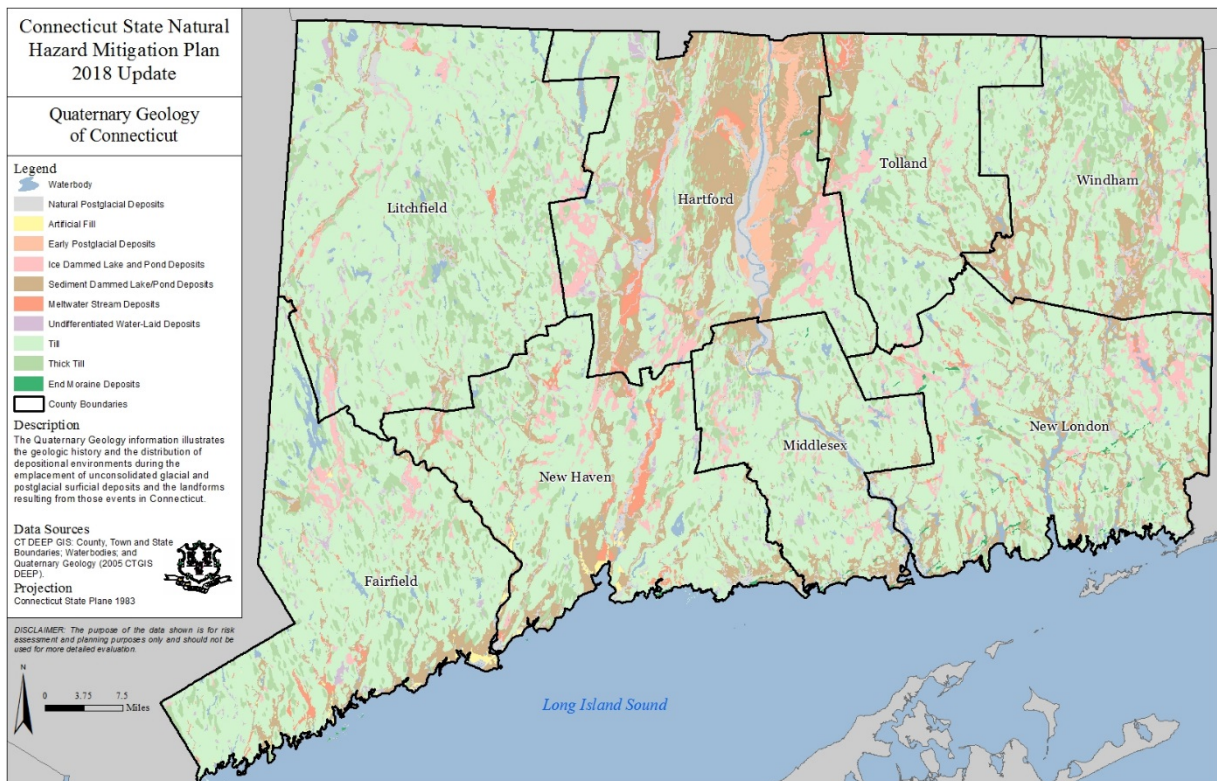 Connecticut State Natural
Hazard Mitigation Plan
2018 Update
Quaternary Geology
of Connecticut
Legend
Waterbody
Natural Postglacial Deposits
Artificial Fill
Early Postglacial Deposits
Ice Dammed Lake and Pond Deposits
Sediment Dammed Lake/Pond Deposits
Meltwater Stream Deposits
Undifferentiated Water-Laid Deposits
Till
Thick Till
End Moraine Deposits
County Boundaries
Description
The Quaternary Geology information illustrates
the geologic history and the distribution of
depositional environments during the
emplacement of unconsolidated glacial and
postglacial surficial deposits and the landforms
resulting from those events in Connecticut.
Data Sources
CT DEEP GIS: County, Town and State
Boundaries; Waterbodies; and
Quaternary Geology (2005 CTGIS
DEEP).
Projection
Connecticut State Plane 1983
DISCLAIMER: The purpose of the data shown is for risk
assessment and planning purposes only and should not be
used for more detailed evaluation.
N
0 3.75 7.5
Miles
Litchfield
Hartford
Tolland
Windham
New Haven
Middlesex
New London
Fairfield
Long Island Sound